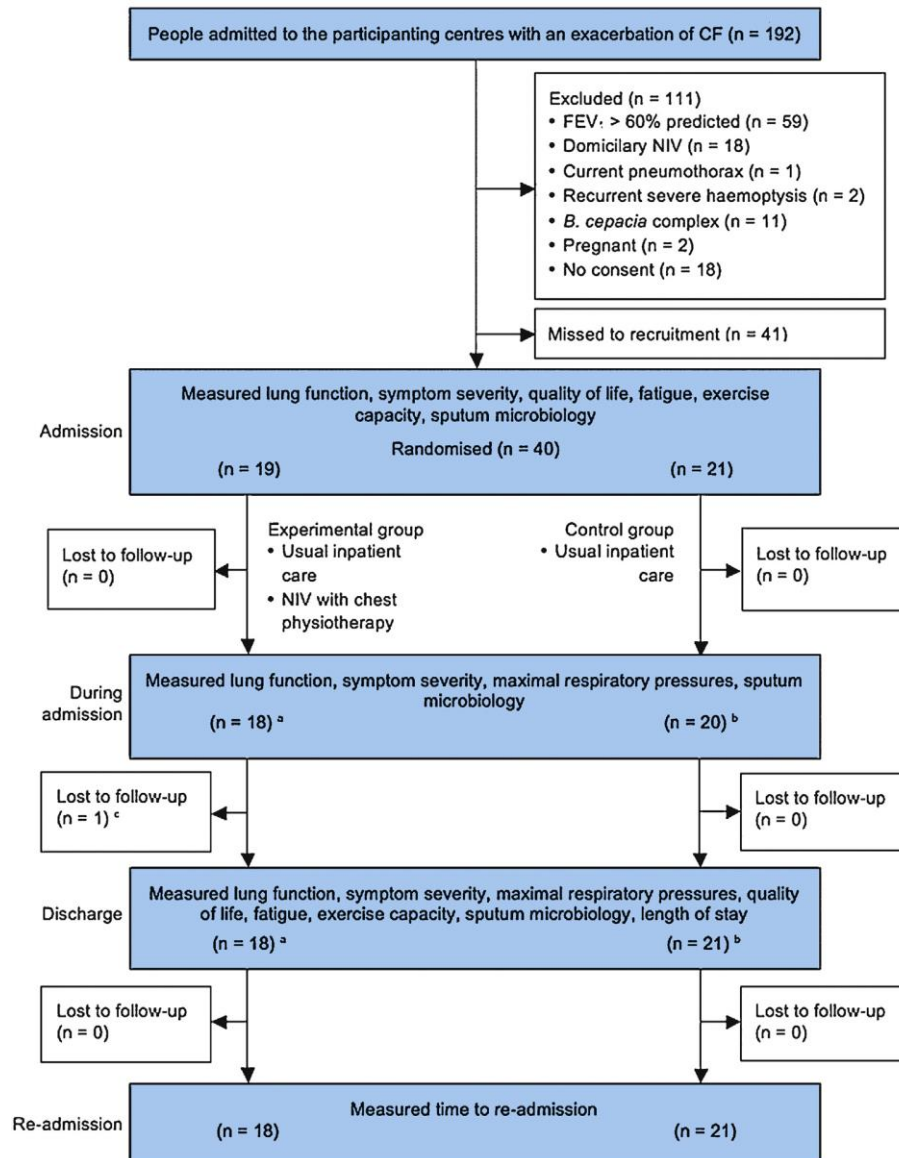 People admitted to the participanting centres with an exacerbation of CF (n = 192)
Excluded (n = 111)
• FEV₁ > 60% predicted (n = 59)
• Domicilary NIV (n = 18)
• Current pneumothorax (n = 1)
• Recurrent severe haemoptysis (n = 2)
• B. cepacia complex (n = 11)
• Pregnant (n = 2)
• No consent (n = 18)
Missed to recruitment (n = 41)
Admission
Measured lung function, symptom severity, quality of life, fatigue, exercise
capacity, sputum microbiology
Randomised (n = 40)
(n = 19) (n = 21)
Lost to follow-up
(n = 0)
Experimental group
• Usual inpatient
care
• NIV with chest
physiotherapy
Control group
• Usual inpatient
care
Lost to follow-up
(n = 0)
During
admission
Measured lung function, symptom severity, maximal respiratory pressures, sputum
microbiology
(n = 18) ᵃ (n = 20) ᵇ
Lost to follow-up
(n = 1) ᶜ
Lost to follow-up
(n = 0)
Discharge
Measured lung function, symptom severity, maximal respiratory pressures, quality
of life, fatigue, exercise capacity, sputum microbiology, length of stay
(n = 18) ᵃ (n = 21) ᵇ
Lost to follow-up
(n = 0)
Lost to follow-up
(n = 0)
Re-admission
Measured time to re-admission
(n = 18) (n = 21)